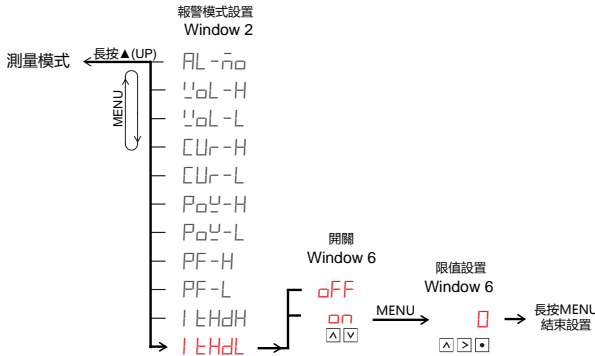 報警模式設置
Window 2
測量模式
長按▲(UP)
MENU
AL-mo
VoL-H
VoL-L
CUr-H
CUr-L
PoW-H
PoW-L
PF-H
PF-L
ItHdH
ItHdL
開關
Window 6
oFF
on
MENU
限值設置
Window 6
0
長按MENU
結束設置